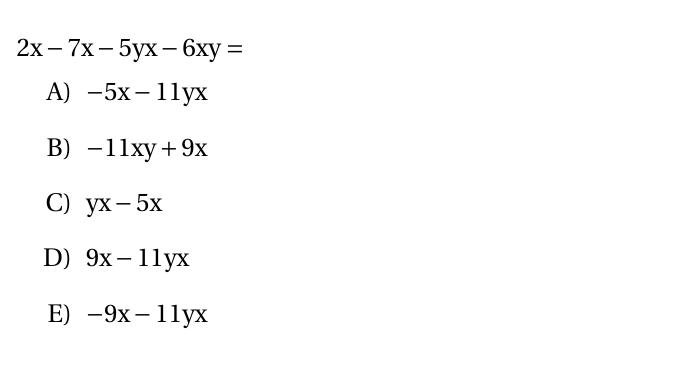 2x − 7x − 5yx − 6xy =
A) −5x − 11yx
B) −11xy + 9x
C) yx − 5x
D) 9x − 11yx
E) −9x − 11yx